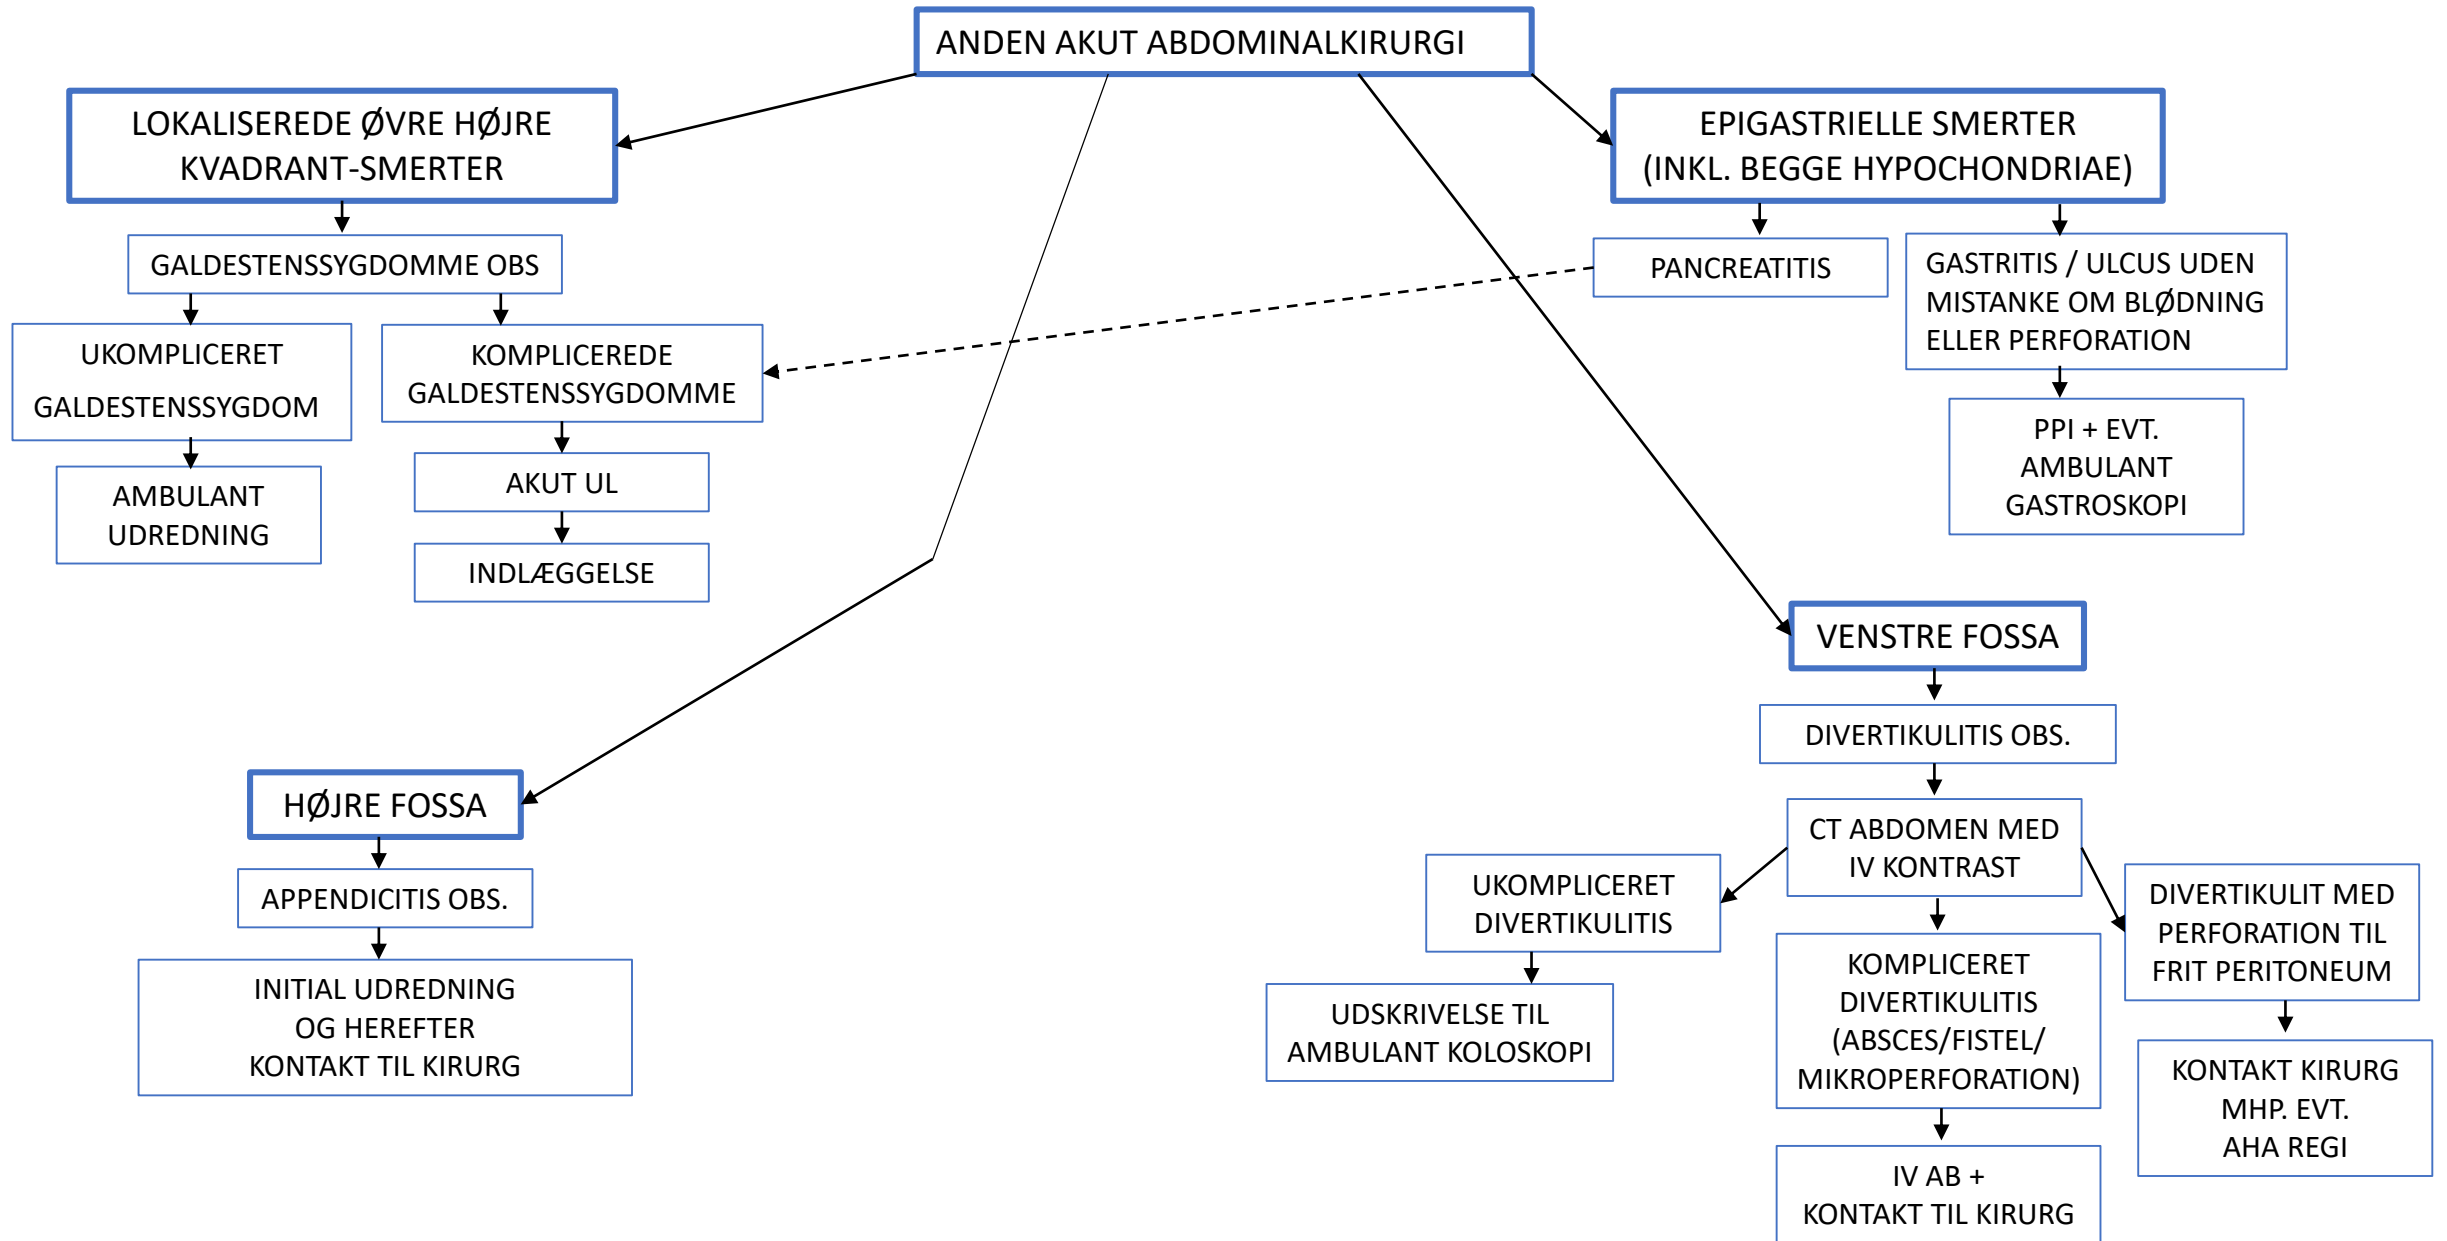 ANDEN AKUT ABDOMINALKIRURGI
LOKALISEREDE ØVRE HØJRE
KVADRANT-SMERTER
GALDESTENSSYGDOMME OBS
UKOMPLICERET
GALDESTENSSYGDOM
AMBULANT
UDREDNING
KOMPLICEREDE
GALDESTENSSYGDOMME
AKUT UL
INDLÆGGELSE
EPIGASTRIELLE SMERTER
(INKL. BEGGE HYPOCHONDRIAE)
PANCREATITIS
GASTRITIS / ULCUS UDEN
MISTANKE OM BLØDNING
ELLER PERFORATION
PPI + EVT.
AMBULANT
GASTROSKOPI
HØJRE FOSSA
APPENDICITIS OBS.
INITIAL UDREDNING
OG HEREFTER
KONTAKT TIL KIRURG
VENSTRE FOSSA
DIVERTIKULITIS OBS.
CT ABDOMEN MED
IV KONTRAST
UKOMPLICERET
DIVERTIKULITIS
UDSKRIVELSE TIL
AMBULANT KOLOSKOPI
KOMPLICERET
DIVERTIKULITIS
(ABSCES/FISTEL/
MIKROPERFORATION)
IV AB +
KONTAKT TIL KIRURG
DIVERTIKULIT MED
PERFORATION TIL
FRIT PERITONEUM
KONTAKT KIRURG
MHP. EVT.
AHA REGI